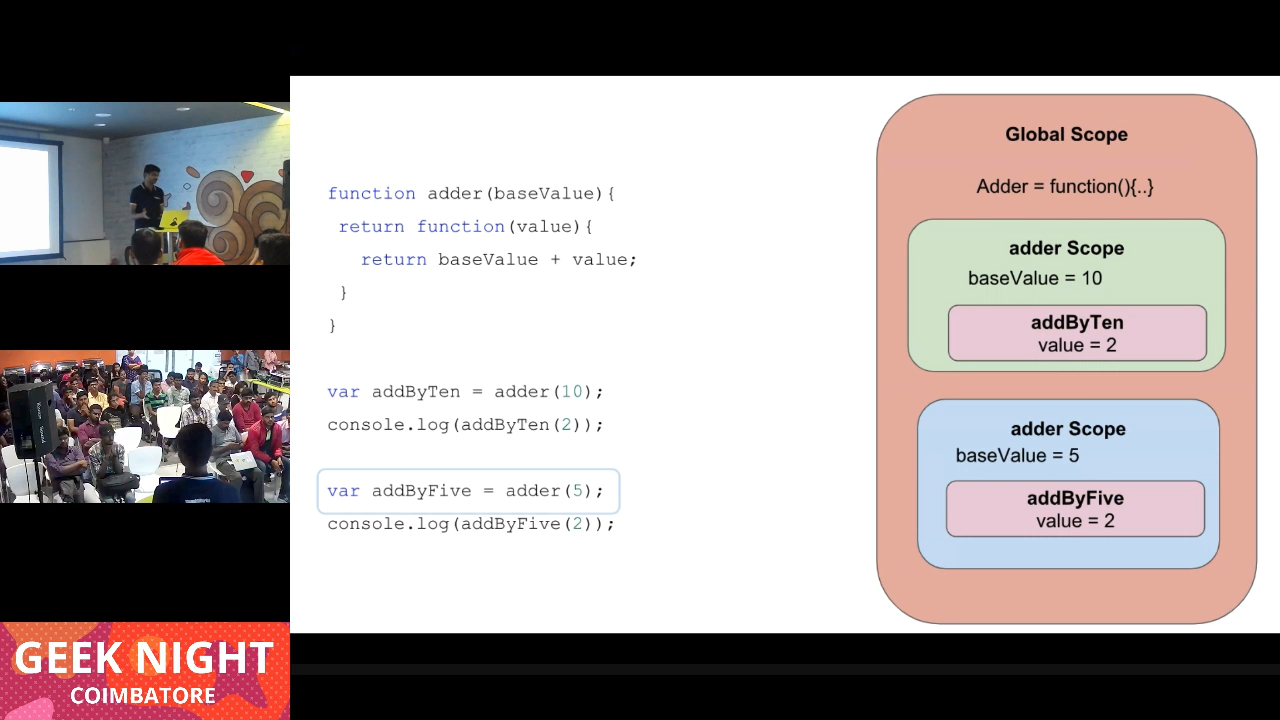 function adder(baseValue){
return function(value){
return baseValue + value;
}
}
var addByTen = adder(10);
console.log(addByTen(2));
var addByFive = adder(5);
console.log(addByFive(2));
Global Scope
Adder = function(){..}
adder Scope
baseValue = 10
addByTen
value = 2
adder Scope
baseValue = 5
addByFive
value = 2
GEEK NIGHT
COIMBATORE